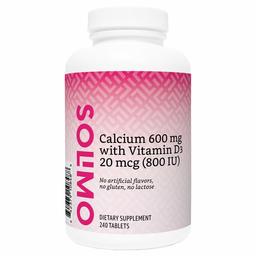 SOLIMO
Calcium 600 mg
with Vitamin D3
20 mcg (800 IU)
No artificial flavors,
no gluten, no lactose
DIETARY SUPPLEMENT
240 TABLETS